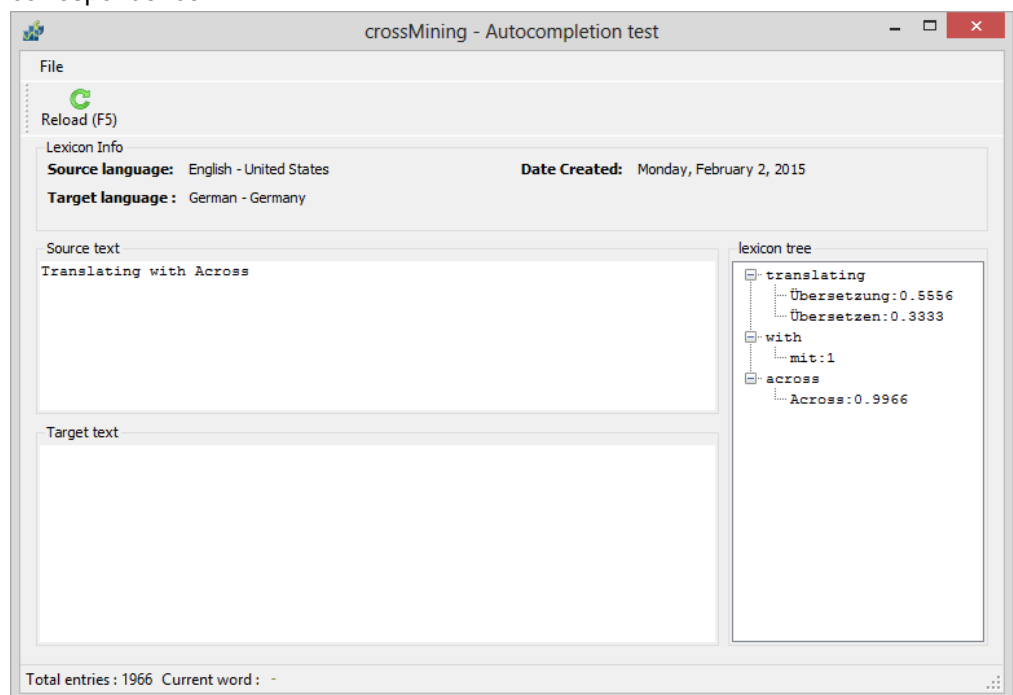 crossMining - Autocompletion test
File
Reload (F5)
Lexicon Info
Source language: English - United States
Date Created: Monday, February 2, 2015
Target language : German - Germany
Source text
Translating with Across
lexicon tree
translating
Übersetzung:0.5556
Übersetzen:0.3333
with
mit:1
across
Across:0.9966
Target text
Total entries : 1966 Current word : -